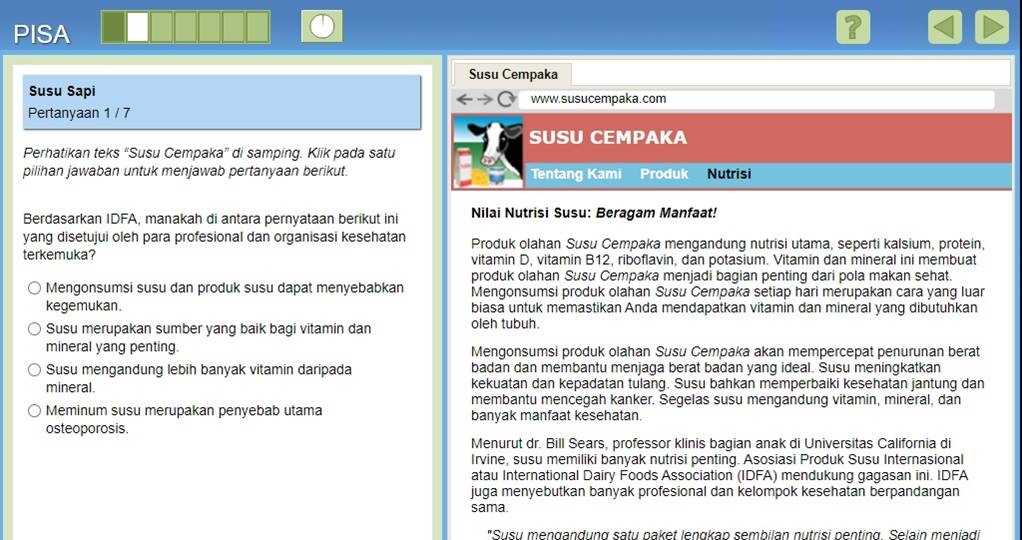 PISA
?
Susu Sapi
Pertanyaan 1 / 7
Perhatikan teks “Susu Cempaka” di samping. Klik pada satu
pilihan jawaban untuk menjawab pertanyaan berikut.
Berdasarkan IDFA, manakah di antara pernyataan berikut ini
yang disetujui oleh para profesional dan organisasi kesehatan
terkemuka?
Mengonsumsi susu dan produk susu dapat menyebabkan
kegemukan.
Susu merupakan sumber yang baik bagi vitamin dan
mineral yang penting.
Susu mengandung lebih banyak vitamin daripada
mineral.
Meminum susu merupakan penyebab utama
osteoporosis.
Susu Cempaka
www.susucempaka.com
SUSU CEMPAKA
Tentang Kami Produk Nutrisi
Nilai Nutrisi Susu: Beragam Manfaat!
Produk olahan Susu Cempaka mengandung nutrisi utama, seperti kalsium, protein,
vitamin D, vitamin B12, riboflavin, dan potasium. Vitamin dan mineral ini membuat
produk olahan Susu Cempaka menjadi bagian penting dari pola makan sehat.
Mengonsumsi produk olahan Susu Cempaka setiap hari merupakan cara yang luar
biasa untuk memastikan Anda mendapatkan vitamin dan mineral yang dibutuhkan
oleh tubuh.
Mengonsumsi produk olahan Susu Cempaka akan mempercepat penurunan berat
badan dan membantu menjaga berat badan yang ideal. Susu meningkatkan
kekuatan dan kepadatan tulang. Susu bahkan memperbaiki kesehatan jantung dan
membantu mencegah kanker. Segelas susu mengandung vitamin, mineral, dan
banyak manfaat kesehatan.
Menurut dr. Bill Sears, professor klinis bagian anak di Universitas California di
Irvine, susu memiliki banyak nutrisi penting. Asosiasi Produk Susu Internasional
atau International Dairy Foods Association (IDFA) mendukung gagasan ini. IDFA
juga menyebutkan banyak profesional dan kelompok kesehatan berpandangan
sama.
"Susu mengandung satu paket lengkap sembilan nutrisi penting. Selain menjadi